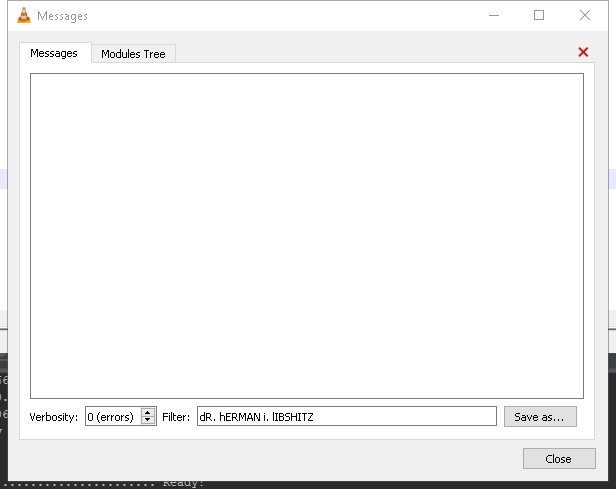 Messages
Messages Modules Tree
Verbosity: 0 (errors) Filter: dR. hERMAN i. lIBSHITZ Save as...
Close
...................... Ready!